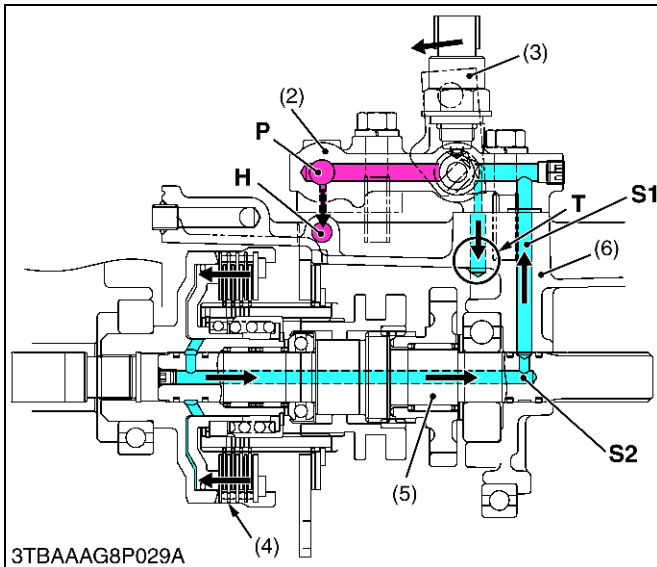 (3)
(2)
P
H
S1
T
(6)
S2
(5)
(4)
3TBAAAG8P029A